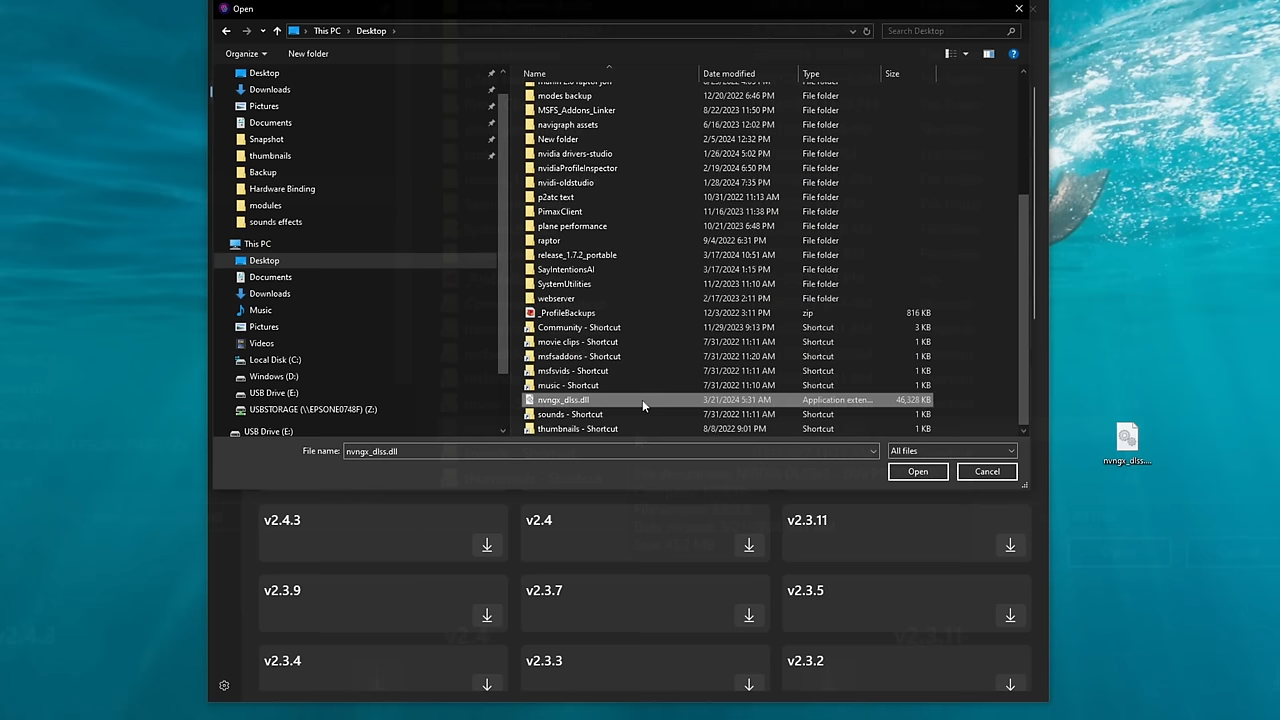 Open
This PC > Desktop >
Search Desktop
Organize
New folder
Name
Date modified
Type
Size
Desktop
Downloads
Pictures
Documents
Snapshot
thumbnails
Backup
Hardware Binding
modules
sounds effects
This PC
Desktop
Documents
Downloads
Music
Pictures
Videos
Local Disk (C:)
Windows (D:)
USB Drive (E:)
USBSTORAGE (\\EPSONE0748F) (Z:)
USB Drive (E:)
modes backup 12/20/2022 6:46 PM File folder
MSFS_Addons_Linker 8/22/2023 11:50 PM File folder
navigraph assets 6/16/2023 12:02 PM File folder
New folder 2/5/2024 12:32 PM File folder
nvidia drivers-studio 1/26/2024 5:02 PM File folder
nvidiaProfileInspector 2/19/2024 6:50 PM File folder
nvidi-oldstudio 1/28/2024 7:35 PM File folder
p2atc text 10/31/2022 11:13 AM File folder
PimaxClient 11/16/2023 11:38 PM File folder
plane performance 10/21/2023 6:48 PM File folder
raptor 9/4/2022 6:31 PM File folder
release_1.7.2_portable 3/17/2024 10:51 AM File folder
SayIntentionsAI 3/17/2024 1:15 PM File folder
SystemUtilities 11/2/2023 11:10 AM File folder
webserver 2/17/2023 2:11 PM File folder
_ProfileBackups 12/3/2022 3:11 PM zip 816 KB
Community - Shortcut 11/29/2023 9:13 PM Shortcut 3 KB
movie clips - Shortcut 7/31/2022 11:11 AM Shortcut 1 KB
msfsaddons - Shortcut 7/31/2022 11:20 AM Shortcut 1 KB
msfsvids - Shortcut 7/31/2022 11:11 AM Shortcut 1 KB
music - Shortcut 7/31/2022 11:10 AM Shortcut 1 KB
nvngx_dlss.dll 3/21/2024 5:31 AM Application exten... 46,328 KB
sounds - Shortcut 7/31/2022 11:11 AM Shortcut 1 KB
thumbnails - Shortcut 8/8/2022 9:01 PM Shortcut 1 KB
File name: nvngx_dlss.dll
All files
Open
Cancel
nvngx_dlss....
v2.4.3
v2.4
v2.3.11
v2.3.9
v2.3.7
v2.3.5
v2.3.4
v2.3.3
v2.3.2